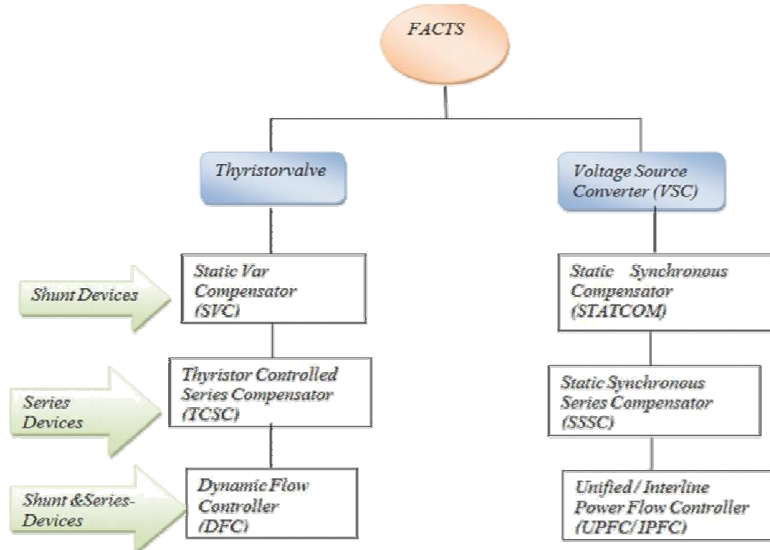 FACTS
Thyristorvalve
Voltage Source
Converter (VSC)
Shunt Devices
Static Var
Compensator
(SVC)
Static Synchronous
Compensator
(STATCOM)
Series
Devices
Thyristor Controlled
Series Compensator
(TCSC)
Static Synchronous
Series Compensator
(SSSC)
Shunt &Series-
Devices
Dynamic Flow
Controller
(DFC)
Unified / Interline
Power Flow Controller
(UPFC/ IPFC)